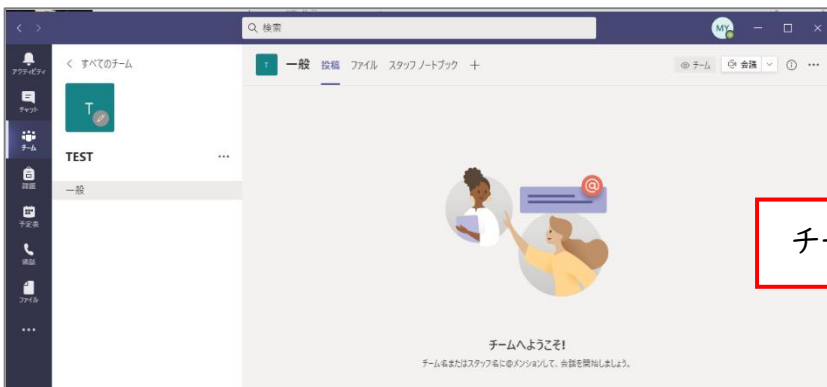 検索
MY
アクティビティ
チャット
チーム
課題
予定表
通話
ファイル
すべてのチーム
T
TEST
一般
T 一般 投稿 ファイル スタッフ ノートブック
チーム
会議
チームへようこそ!
チーム名またはスタッフ名に@メンションして、会話を開始しましょう。
@
チー